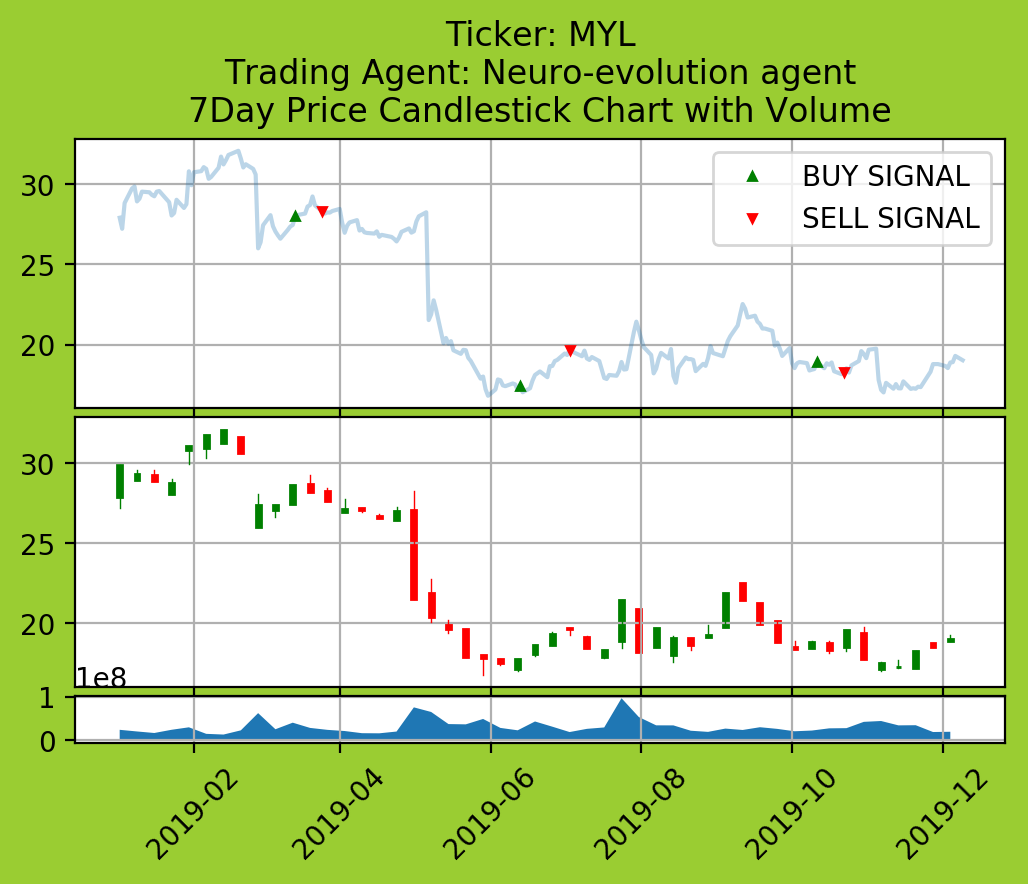 Ticker: MYL
Trading Agent: Neuro-evolution agent
7Day Price Candlestick Chart with Volume
30
25
20
BUY SIGNAL
SELL SIGNAL
30
25
20
1e8
1
0
2019-02
2019-04
2019-06
2019-08
2019-10
2019-12